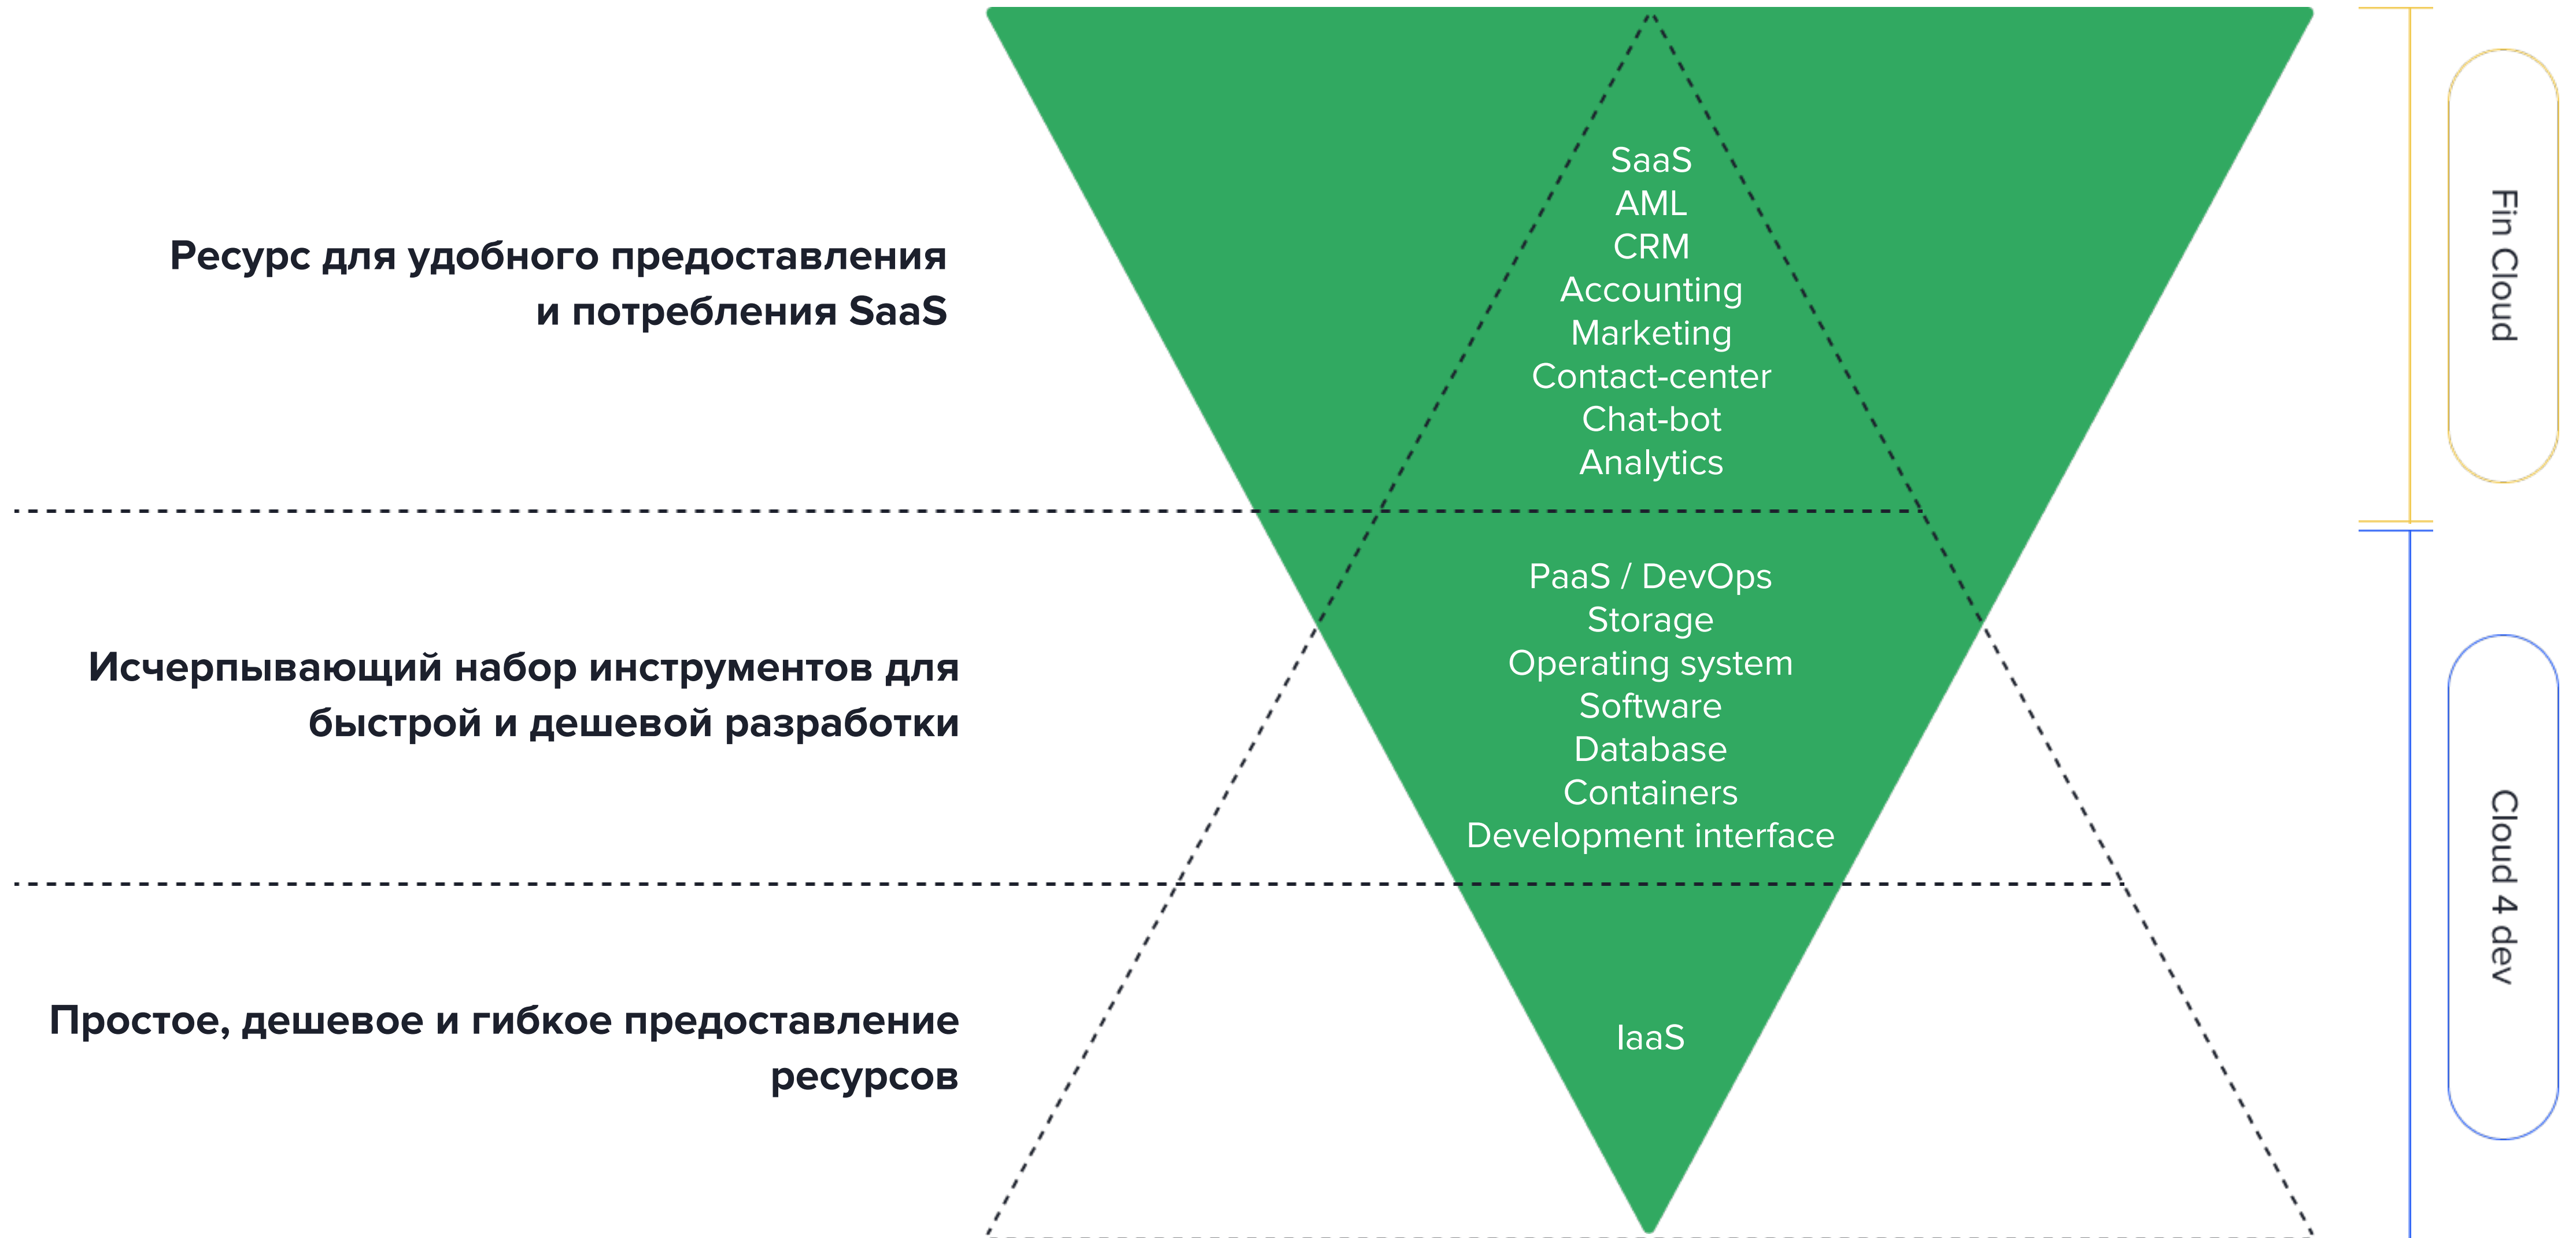 Ресурс для удобного предоставления
и потребления SaaS
SaaS
AML
CRM
Accounting
Marketing
Contact-center
Chat-bot
Analytics
Fin Cloud
Исчерпывающий набор инструментов для
быстрой и дешевой разработки
PaaS / DevOps
Storage
Operating system
Software
Database
Containers
Development interface
Cloud 4 dev
Простое, дешевое и гибкое предоставление
ресурсов
IaaS